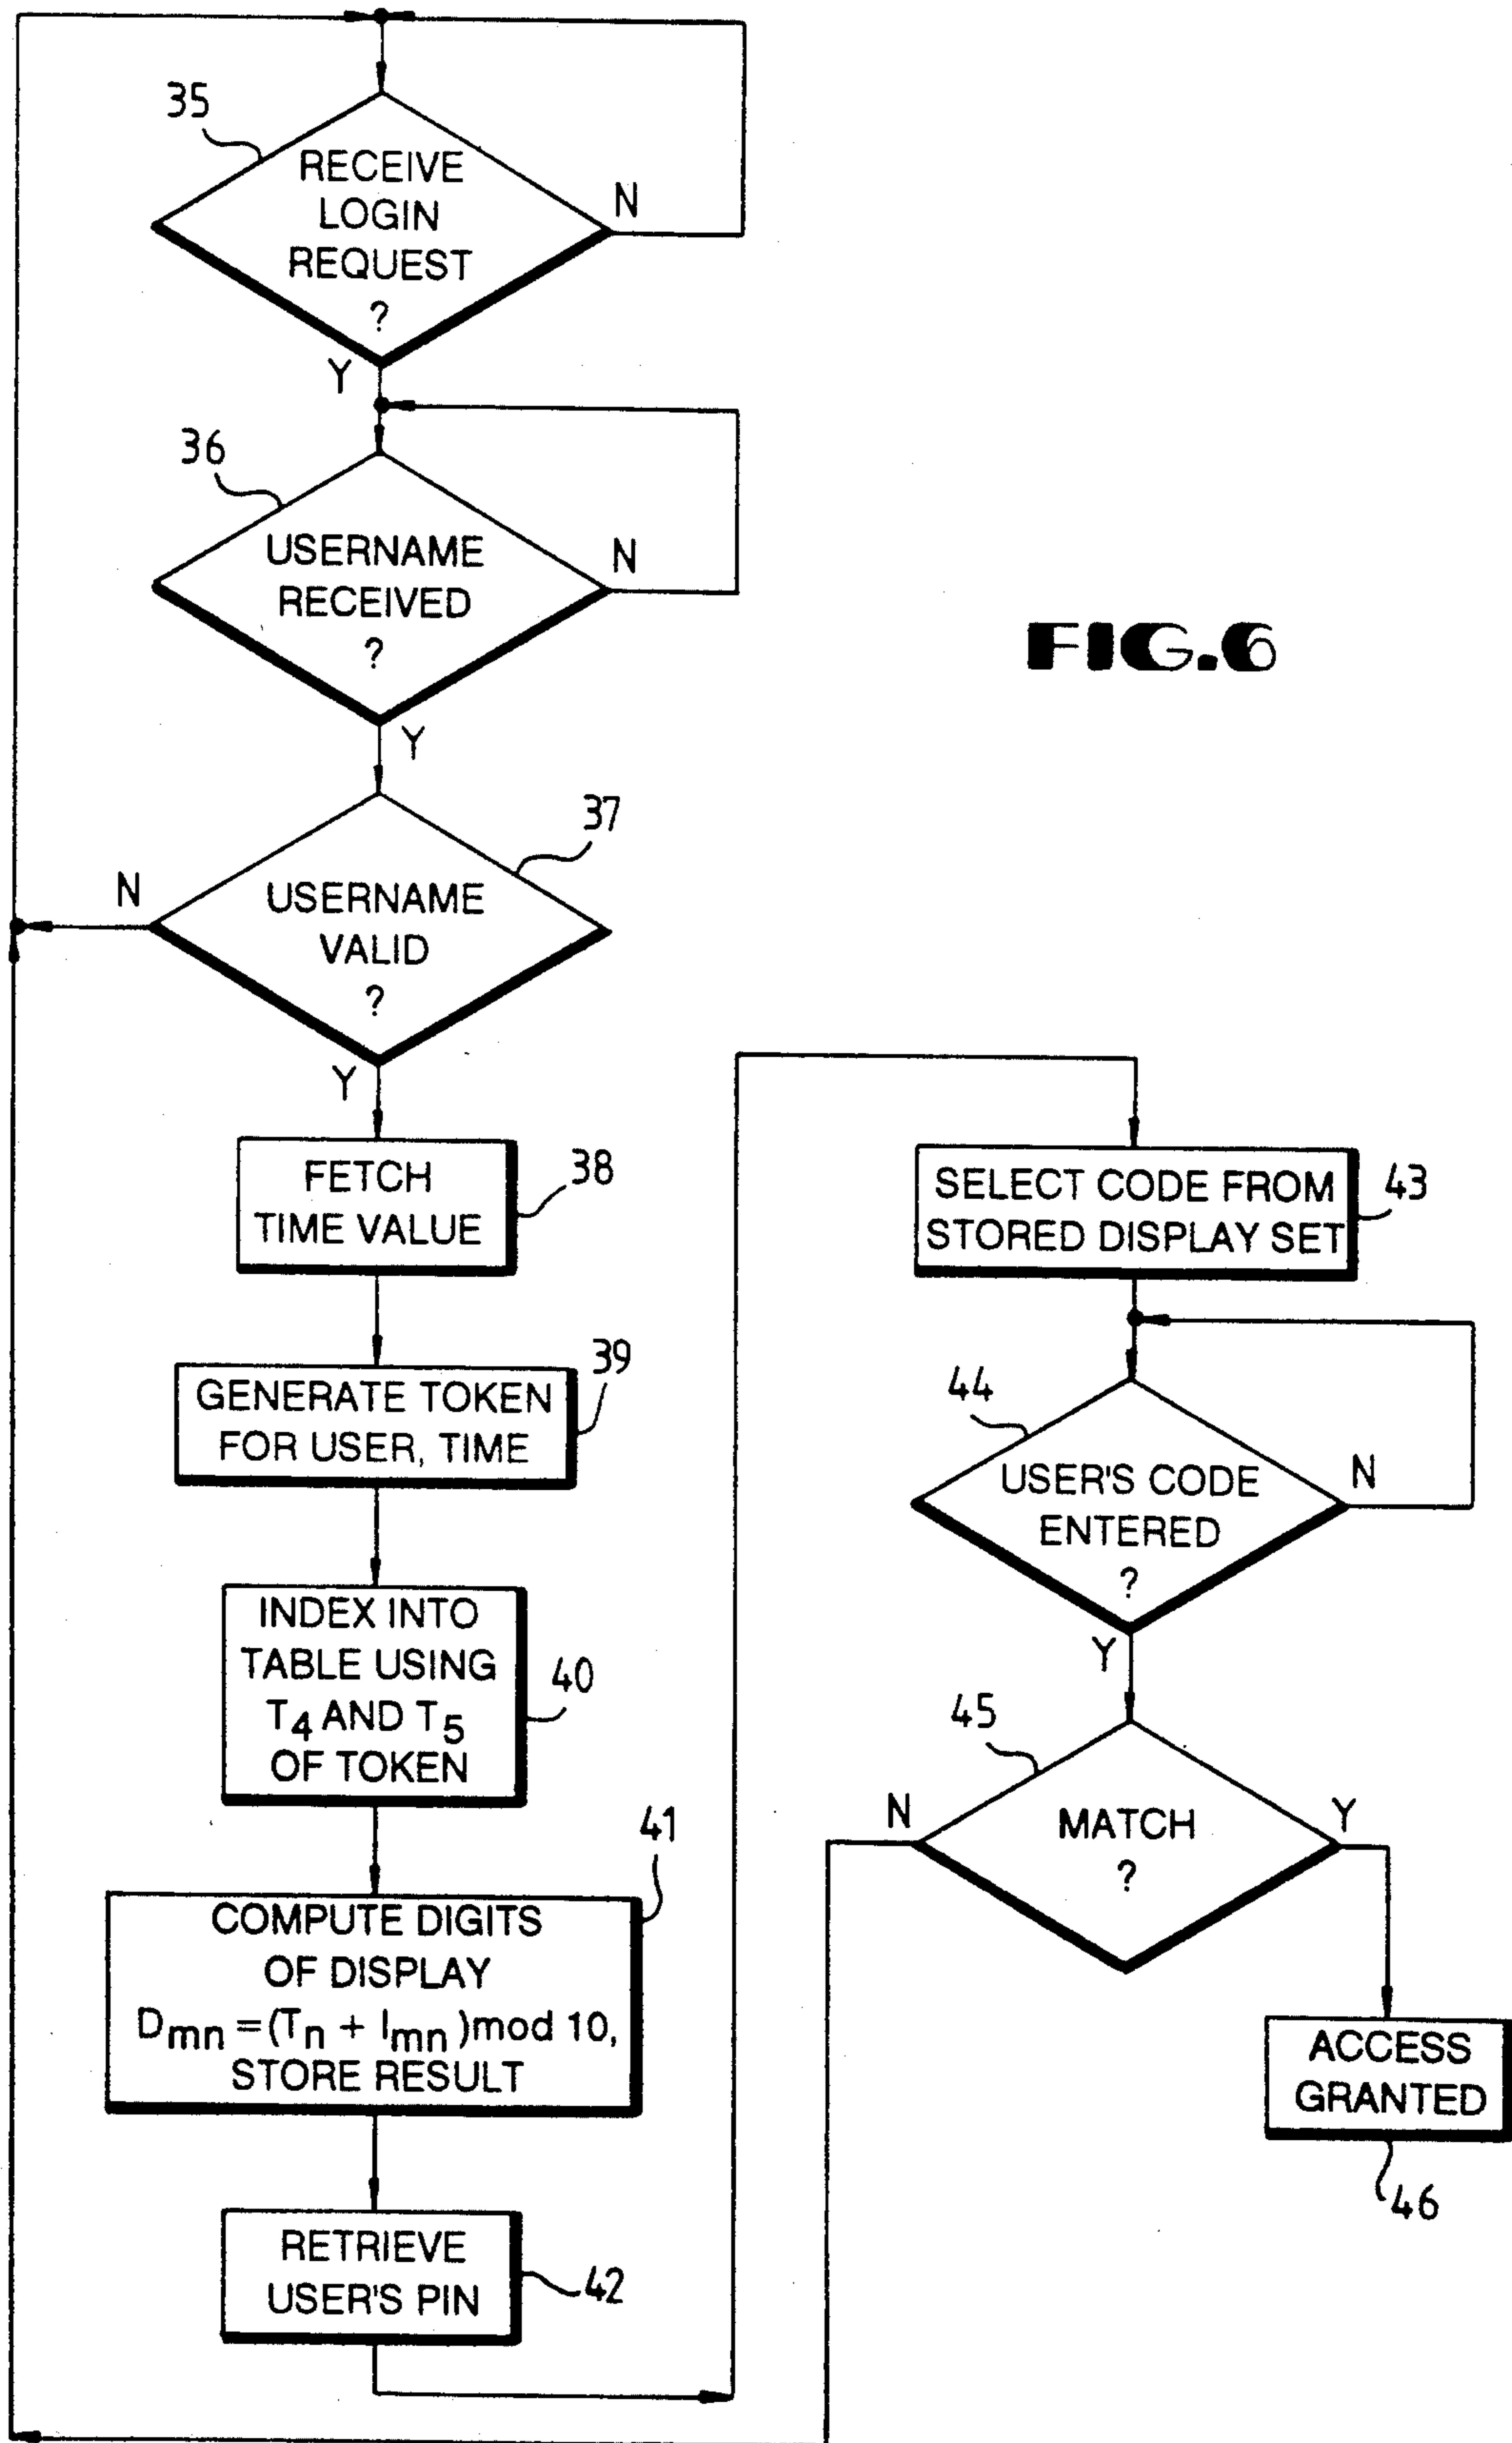 35
RECEIVE
LOGIN
REQUEST
?
N
Y
36
USERNAME
RECEIVED
?
N
Y
FIG.6
37
USERNAME
VALID
?
N
Y
FETCH
TIME VALUE
38
GENERATE TOKEN
FOR USER, TIME
39
INDEX INTO
TABLE USING
T4 AND T5
OF TOKEN
40
41
COMPUTE DIGITS
OF DISPLAY
Dmn =(Tn + Imn )mod 10,
STORE RESULT
RETRIEVE
USER'S PIN
42
SELECT CODE FROM
STORED DISPLAY SET
43
44
USER'S CODE
ENTERED
?
N
Y
45
MATCH
?
N
Y
ACCESS
GRANTED
46